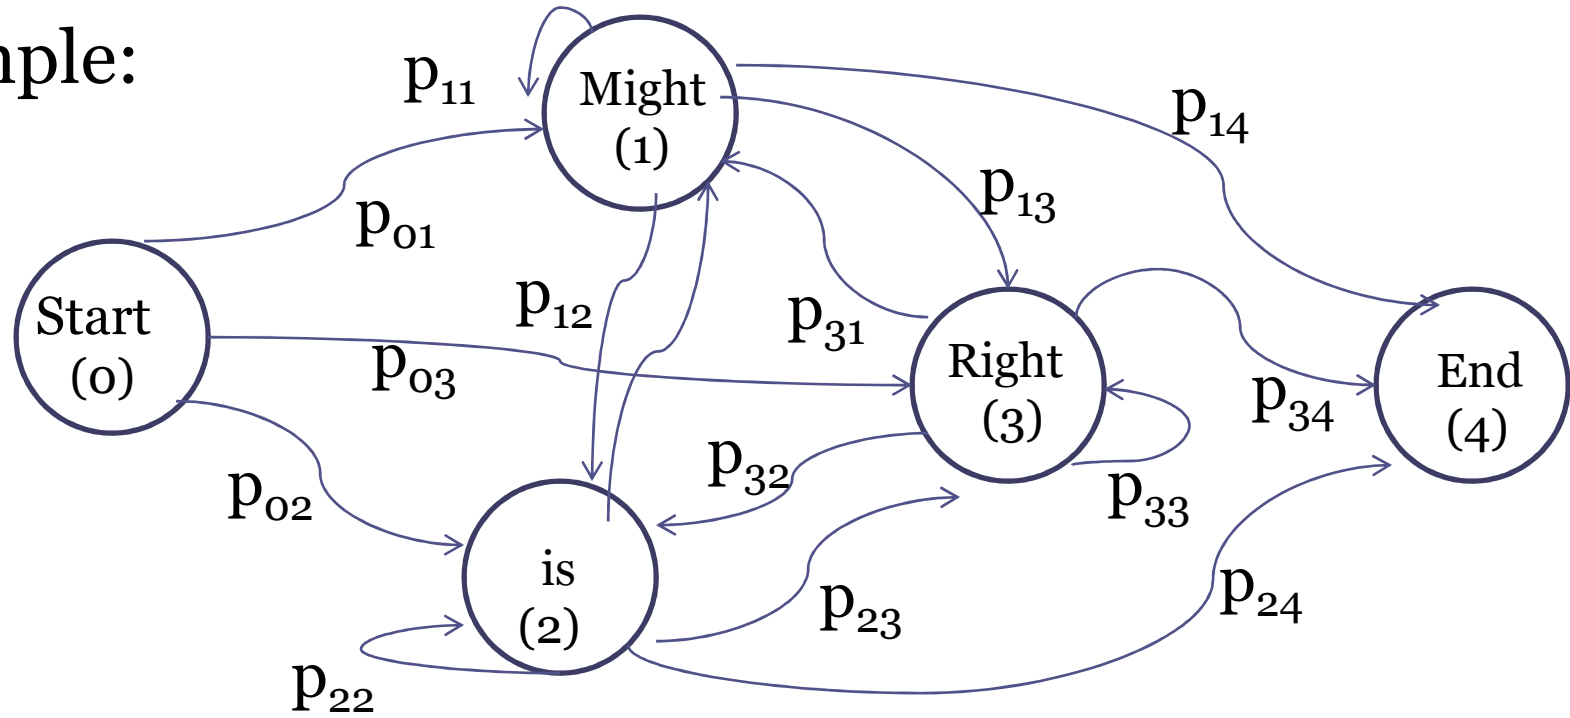 mple:
p11
Might
(1)
p14
p01
p13
Start
(0)
p12
p31
p03
Right
(3)
End
(4)
p34
p32
p02
p33
is
(2)
p23
p24
p22